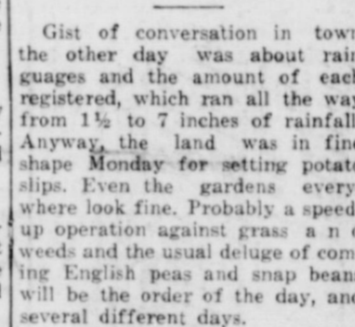 Gist of conversation in town
the other day was about rain
guages and the amount of each
registered, which ran all the way
from 1½ to 7 inches of rainfall
Anyway, the land was in fine
shape Monday for setting potato
slips. Even the gardens every
where look fine. Probably a speed
up operation against grass a n d
weeds and the usual deluge of com
ing English peas and snap beans
will be the order of the day, and
several different days.